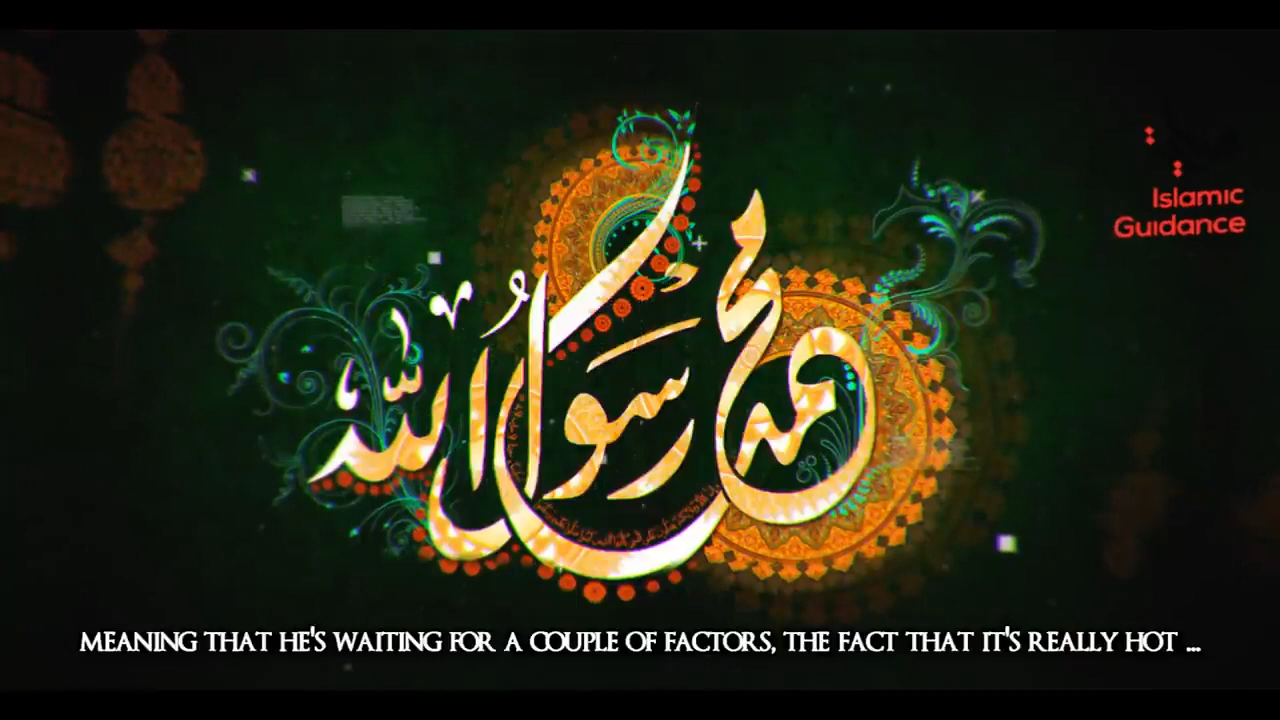 Islamic
Guidance
محمد رسول الله
MEANING THAT HE'S WAITING FOR A COUPLE OF FACTORS, THE FACT THAT IT'S REALLY HOT ...